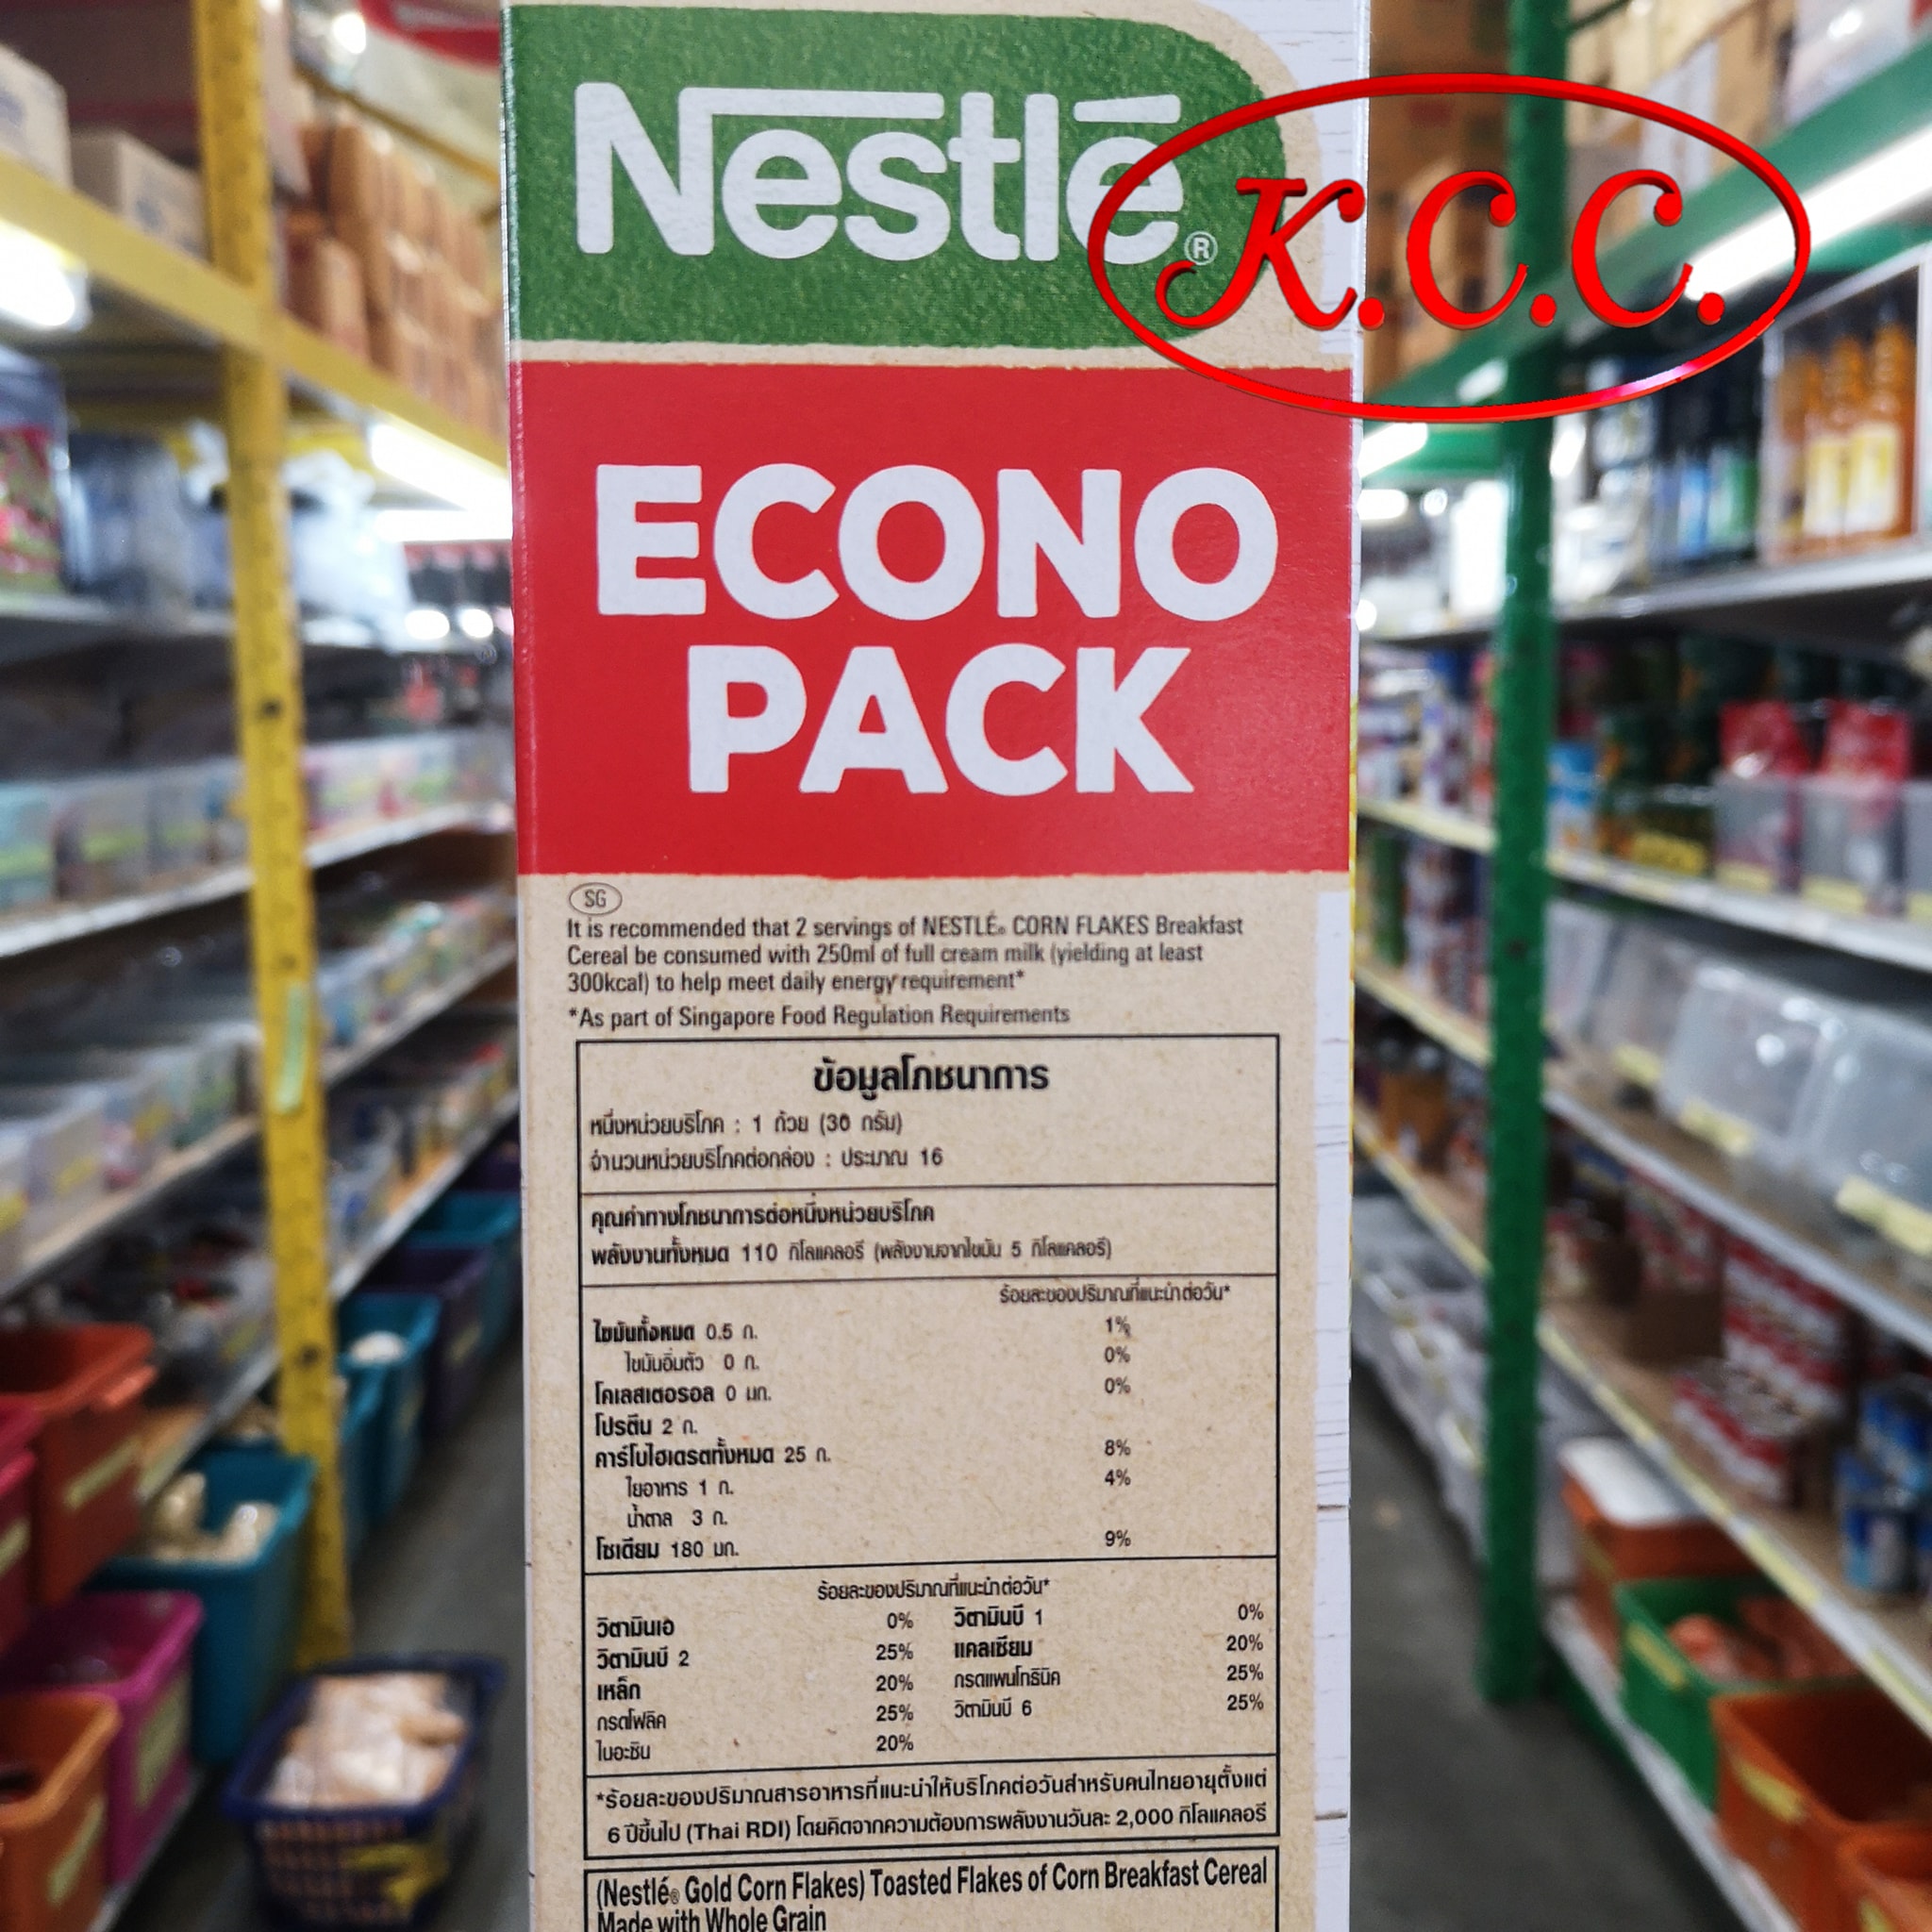 Nestlé®
K.C.C.
ECONO
PACK
SG
It is recommended that 2 servings of NESTLÉ® CORN FLAKES Breakfast
Cereal be consumed with 250ml of full cream milk (yielding at least
300kcal) to help meet daily energy requirement*
*As part of Singapore Food Regulation Requirements
ข้อมูลโภชนาการ
หนึ่งหน่วยบริโภค : 1 ถ้วย (30 กรัม)
จำนวนหน่วยบริโภคต่อกล่อง : ประมาณ 16
คุณค่าทางโภชนาการต่อหนึ่งหน่วยบริโภค
พลังงานทั้งหมด 110 กิโลแคลอรี (พลังงานจากไขมัน 5 กิโลแคลอรี)
ร้อยละของปริมาณที่แนะนำต่อวัน*
ไขมันทั้งหมด 0.5 ก. 1%
ไขมันอิ่มตัว 0 ก. 0%
โคเลสเตอรอล 0 มก. 0%
โปรตีน 2 ก.
คาร์โบไฮเดรตทั้งหมด 25 ก. 8%
ใยอาหาร 1 ก. 4%
น้ำตาล 3 ก.
โซเดียม 180 มก. 9%
ร้อยละของปริมาณที่แนะนำต่อวัน*
วิตามินเอ 0% วิตามินบี 1 0%
วิตามินบี 2 25% แคลเซียม 20%
เหล็ก 20% กรดแพนโทธินิค 25%
กรดโฟลิค 25% วิตามินบี 6 25%
ไนอะซิน 20%
*ร้อยละของปริมาณสารอาหารที่แนะนำให้บริโภคต่อวันสำหรับคนไทยอายุตั้งแต่
6 ปีขึ้นไป (Thai RDI) โดยคิดจากความต้องการพลังงานวันละ 2,000 กิโลแคลอรี
(Nestlé® Gold Corn Flakes) Toasted Flakes of Corn Breakfast Cereal
Made with Whole Grain